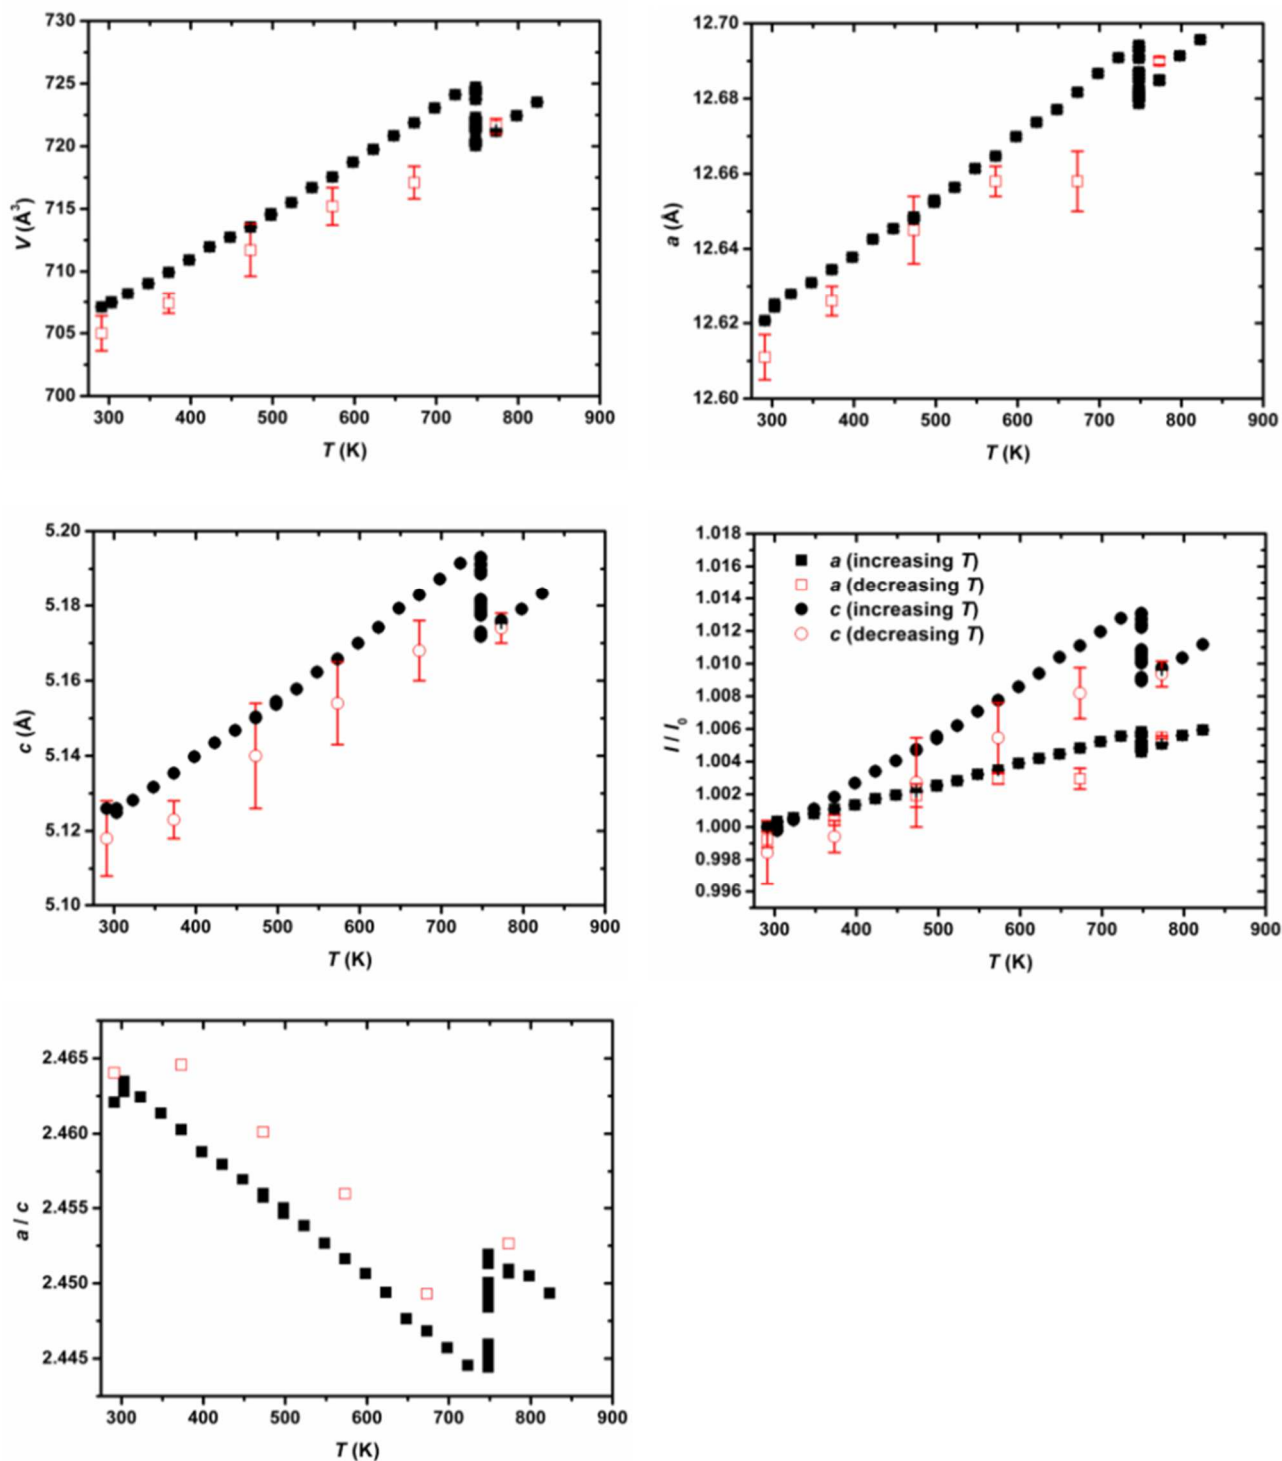 730
725
720
715
710
705
700
V (Å³)
300 400 500 600 700 800 900
T (K)
12.70
12.68
12.66
12.64
12.62
12.60
a (Å)
300 400 500 600 700 800 900
T (K)
5.20
5.18
5.16
5.14
5.12
5.10
c (Å)
300 400 500 600 700 800 900
T (K)
1.018
1.016
1.014
1.012
1.010
1.008
1.006
1.004
1.002
1.000
0.998
0.996
l / l₀
a (increasing T)
a (decreasing T)
c (increasing T)
c (decreasing T)
300 400 500 600 700 800 900
T (K)
2.465
2.460
2.455
2.450
2.445
a / c
300 400 500 600 700 800 900
T (K)